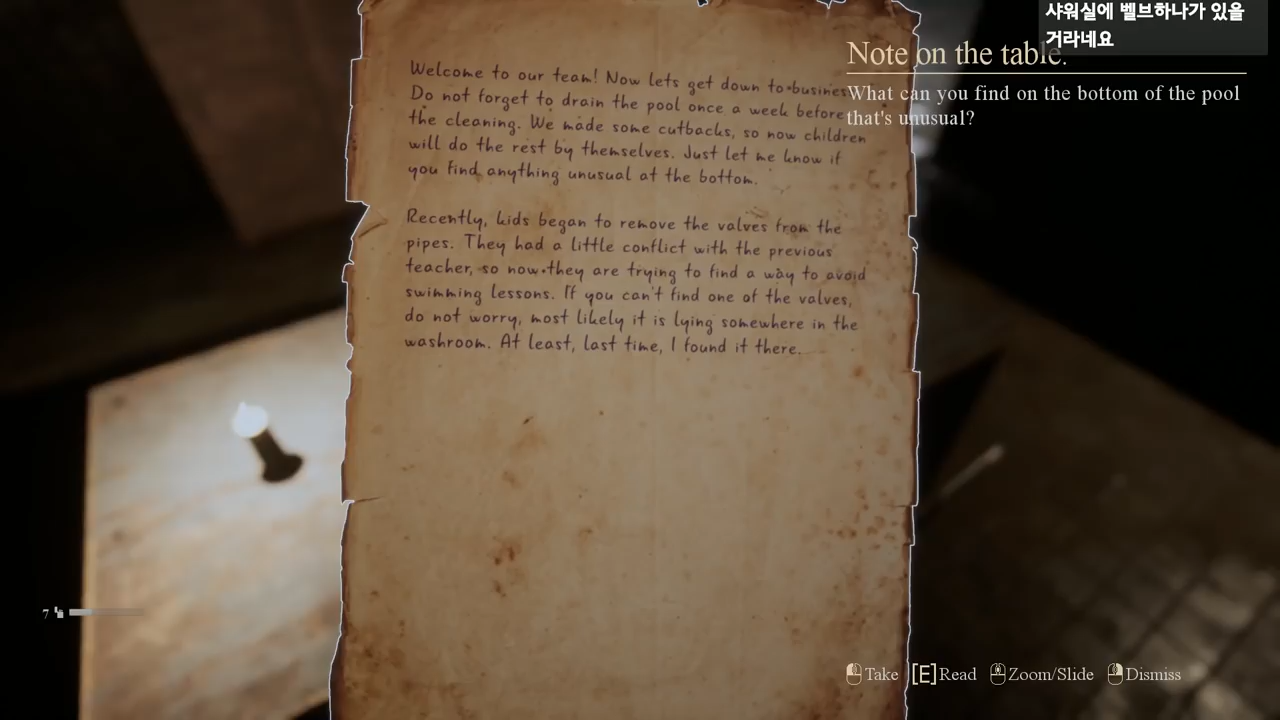 샤워실에 벨브하나가 있을
거라네요
Note on the table.
What can you find on the bottom of the pool
that's unusual?
Welcome to our team! Now lets get down to busines
Do not forget to drain the pool once a week before
the cleaning. We made some cutbacks, so now children
will do the rest by themselves. Just let me know if
you find anything unusual at the bottom.
Recently, kids began to remove the valves from the
pipes. They had a little conflict with the previous
teacher, so now they are trying to find a way to avoid
swimming lessons. If you can't find one of the valves,
do not worry, most likely it is lying somewhere in the
washroom. At least, last time, I found it there.
7
Take [E]Read Zoom/Slide Dismiss